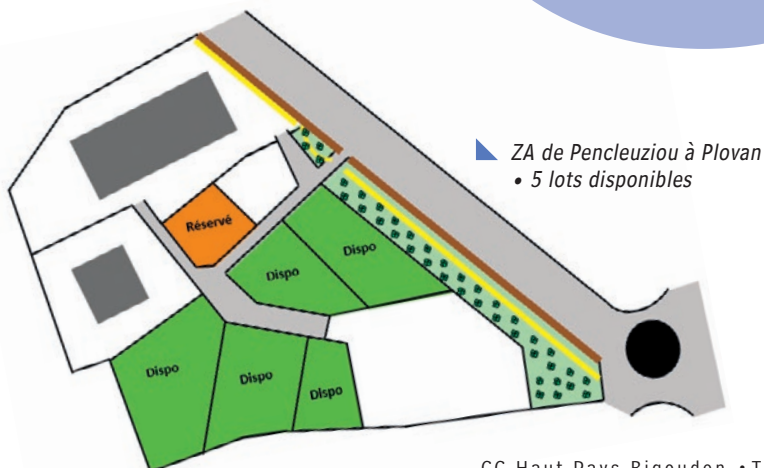 ZA de Pencleuziou à Plovan
• 5 lots disponibles
Réservé
Dispo
Dispo
Dispo
Dispo
Dispo